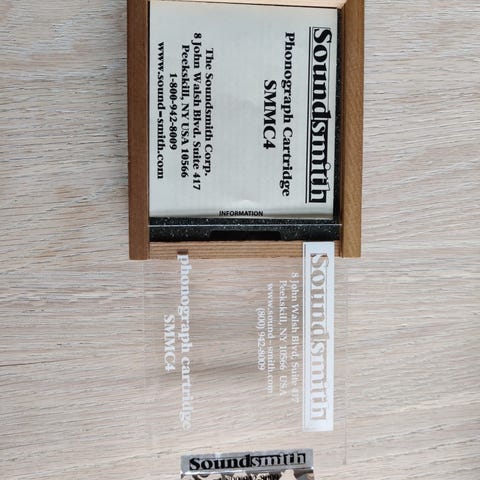 Soundsmith
Phonograph Cartridge
SMMC4
The Soundsmith Corp.
8 John Walsh Blvd. Suite 417
Peekskill, NY USA 10566
1-800-942-8009
www.sound-smith.com
INFORMATION
Soundsmith
8 John Walsh Blvd, Suite 417
Peekskill, NY 10566 USA
www.sound-smith.com
(800) 942-8009
phonograph cartridge
SMMC4
Soundsmith